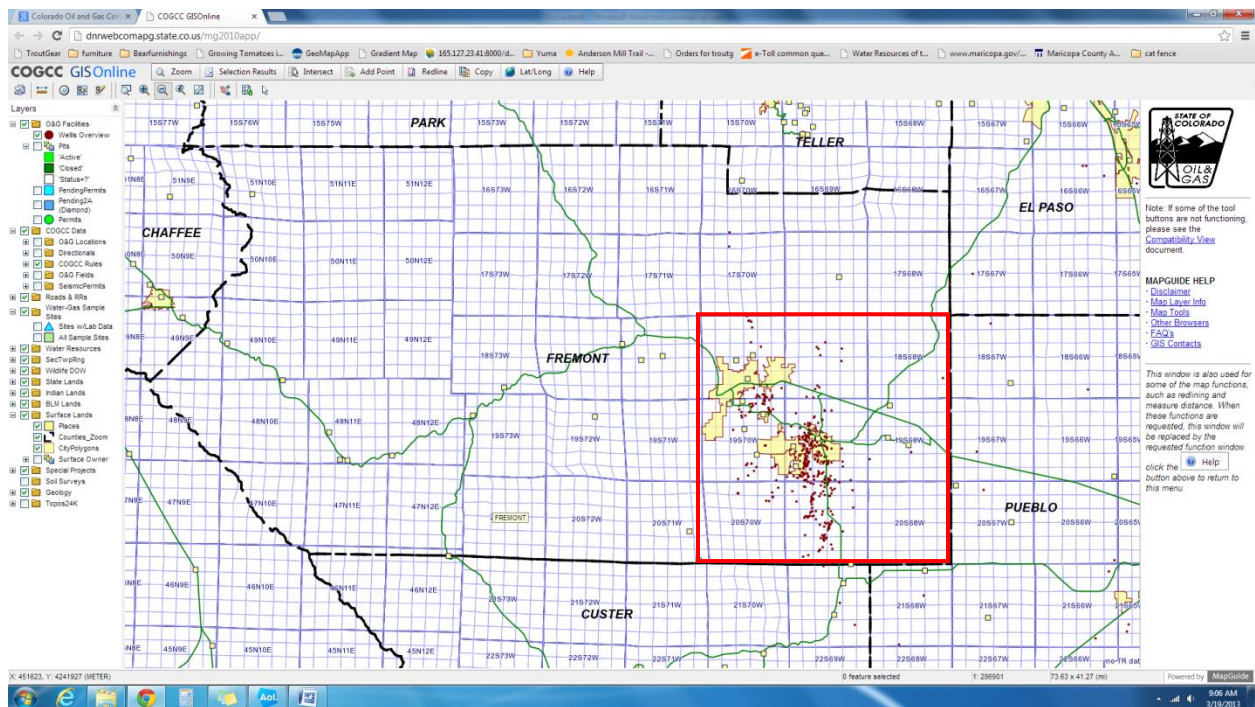 Colorado Oil and Gas Con
COGCC GISOnline
dnrwebcomapg.state.co.us/mg2010app/
TroutGear
furniture
Bearfurnishings
Growing Tomatoes i...
GeoMapApp
Gradient Map
165.127.23.41:8000/d...
Yuma
Anderson Mill Trail -...
Orders for troutg
e-Toll common que...
Water Resources of t...
www.maricopa.gov/...
Maricopa County A...
cat fence
COGCC GISOnline
Zoom
Selection Results
Intersect
Add Point
Redline
Copy
Lat/Long
Help
Layers
O&G Facilities
Wells Overview
Pits
'Active'
'Closed'
'Status=?'
PendingPermits
Pending2A
(Diamond)
Permits
COGCC Data
O&G Locations
Directionals
COGCC Rules
O&G Fields
SeismicPermits
Roads & RRs
Water-Gas Sample
Sites
Sites w/Lab Data
All Sample Sites
Water Resources
SecTwpRng
Wildlife DOW
State Lands
Indian Lands
BLM Lands
Surface Lands
Places
Counties_Zoom
CityPolygons
Surface Owner
Special Projects
Soil Surveys
Geology
Topos24K
15S77W
15S76W
15S75W
PARK
15S73W
15S72W
15S71W
15S70W
15S68W
15S67W
15S66W
TELLER
51N9E
51N10E
51N11E
51N12E
16S73W
16S72W
16S71W
16S70W
16S69W
16S68W
16S67W
16S66W
EL PASO
CHAFFEE
50N9E
50N10E
50N11E
50N12E
17S73W
17S72W
17S71W
17S70W
17S68W
17S67W
17S66W
17S65W
49N9E
49N10E
49N11E
49N12E
18S73W
FREMONT
18S68W
18S67W
18S66W
48N9E
48N10E
48N11E
48N12E
19S73W
19S72W
19S71W
19S70W
19S68W
19S67W
19S66W
47N9E
47N10E
47N11E
47N12E
FREMONT
20S72W
20S71W
20S70W
20S68W
20S67W
20S66W
PUEBLO
46N9E
46N10E
46N11E
46N12E
21S73W
21S72W
21S71W
21S70W
21S68W
21S67W
21S66W
CUSTER
45N9E
45N10E
45N11E
45N12E
22S73W
22S72W
22S71W
22S69W
22S68W
22S67W
22S66W
STATE OF
COLORADO
OIL &
GAS
Note: If some of the tool
buttons are not functioning,
please see the
Compatibility View
document.
MAPGUIDE HELP
Disclaimer
Map Layer Info
Map Tools
Other Browsers
FAQ's
GIS Contacts
This window is also used for
some of the map functions,
such as redlining and
measure distance. When
these functions are
requested, this window will
be replaced by the
requested function window.
click the Help
button above to return to
this menu.
X: 451623, Y: 4241927 (METER)
0 feature selected
1: 286901
73.63 x 41.27 (mi)
Powered by MapGuide
Aol.
9:06 AM
3/19/2013